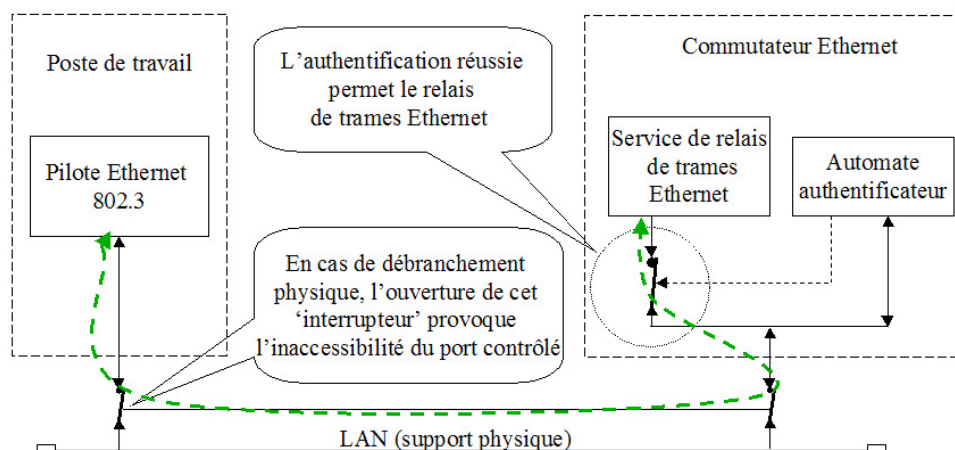 Poste de travail
Pilote Ethernet
802.3
L’authentification réussie
permet le relais
de trames Ethernet
En cas de débranchement
physique, l’ouverture de cet
‘interrupteur’ provoque
l’inaccessibilité du port contrôlé
Commutateur Ethernet
Service de relais
de trames
Ethernet
Automate
authentificateur
LAN (support physique)